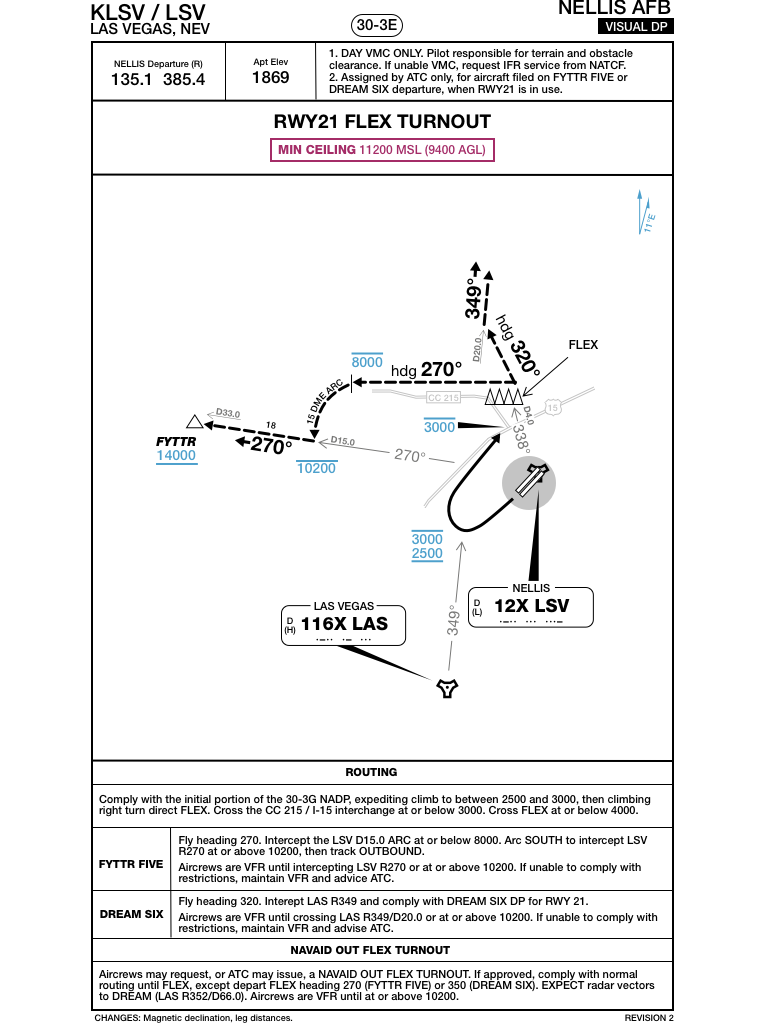 KLSV / LSV
LAS VEGAS, NEV
30-3E
NELLIS AFB
VISUAL DP
NELLIS Departure (R)
135.1 385.4
Apt Elev
1869
1. DAY VMC ONLY. Pilot responsible for terrain and obstacle
clearance. If unable VMC, request IFR service from NATCF.
2. Assigned by ATC only, for aircraft filed on FYTTR FIVE or
DREAM SIX departure, when RWY21 is in use.
RWY21 FLEX TURNOUT
MIN CEILING 11200 MSL (9400 AGL)
11°E
349°
hdg 320°
D20.0
FLEX
8000
hdg 270°
15 DME ARC
CC 215
15
D33.0
18
270°
FYTTR
14000
D15.0
270°
10200
3000
D4.0
338°
3000
2500
349°
NELLIS
D
(L)
12X LSV
.-.. ... ...-
LAS VEGAS
D
(H)
116X LAS
.-.. .- ...
ROUTING
Comply with the initial portion of the 30-3G NADP, expediting climb to between 2500 and 3000, then climbing
right turn direct FLEX. Cross the CC 215 / I-15 interchange at or below 3000. Cross FLEX at or below 4000.
FYTTR FIVE
Fly heading 270. Intercept the LSV D15.0 ARC at or below 8000. Arc SOUTH to intercept LSV
R270 at or above 10200, then track OUTBOUND.
Aircrews are VFR until intercepting LSV R270 or at or above 10200. If unable to comply with
restrictions, maintain VFR and advice ATC.
DREAM SIX
Fly heading 320. Interept LAS R349 and comply with DREAM SIX DP for RWY 21.
Aircrews are VFR until crossing LAS R349/D20.0 or at or above 10200. If unable to comply with
restrictions, maintain VFR and advise ATC.
NAVAID OUT FLEX TURNOUT
Aircrews may request, or ATC may issue, a NAVAID OUT FLEX TURNOUT. If approved, comply with normal
routing until FLEX, except depart FLEX heading 270 (FYTTR FIVE) or 350 (DREAM SIX). EXPECT radar vectors
to DREAM (LAS R352/D66.0). Aircrews are VFR until at or above 10200.
CHANGES: Magnetic declination, leg distances.
REVISION 2